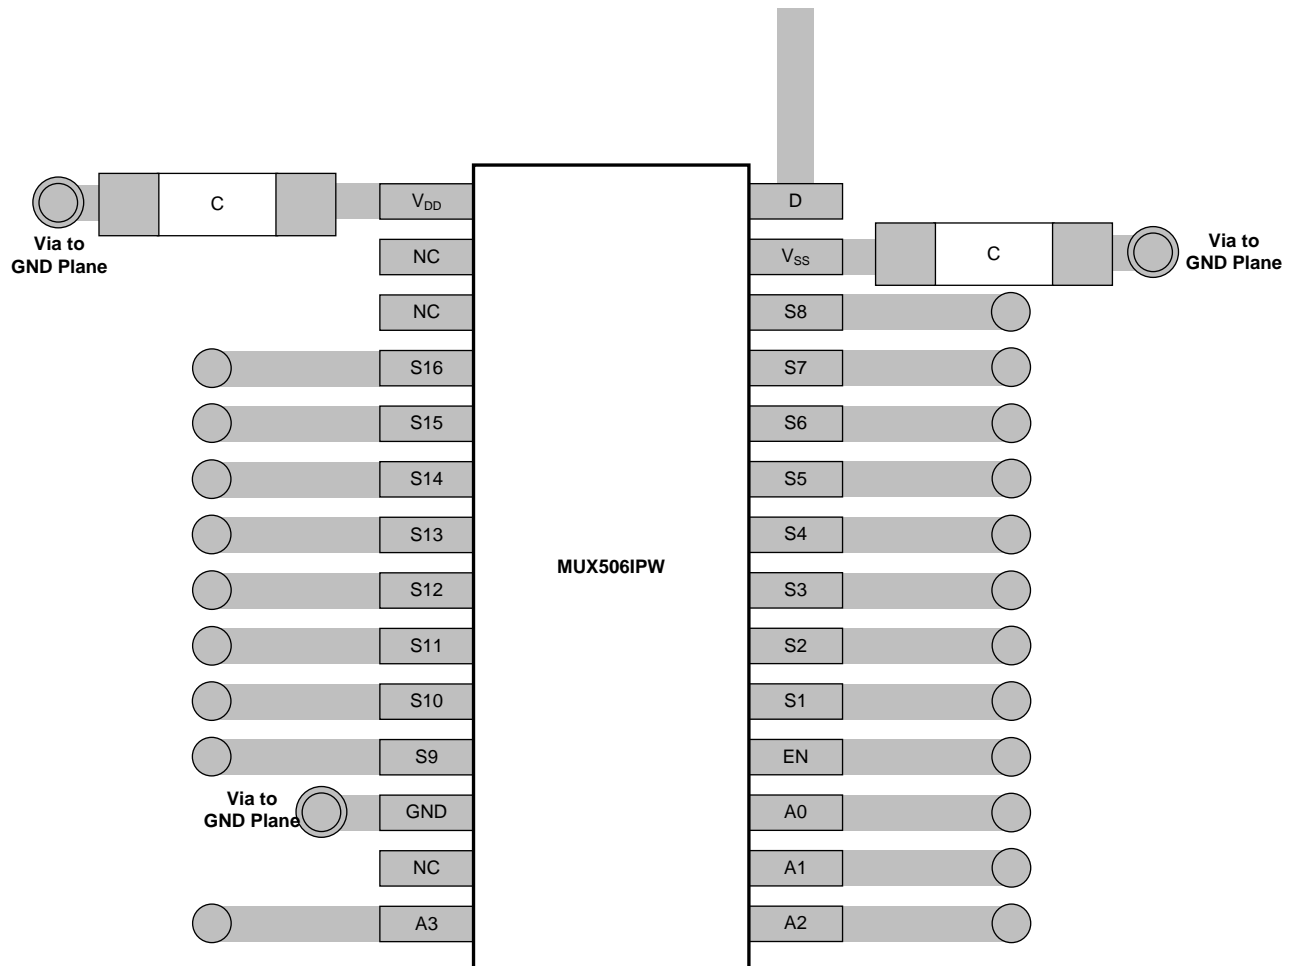 C
V_DD
D
Via to
GND Plane
NC
V_SS
C
Via to
GND Plane
NC
S8
S16
S7
S15
S6
S14
S5
S13
S4
MUX506IPW
S12
S3
S11
S2
S10
S1
S9
EN
Via to
GND Plane
GND
A0
NC
A1
A3
A2